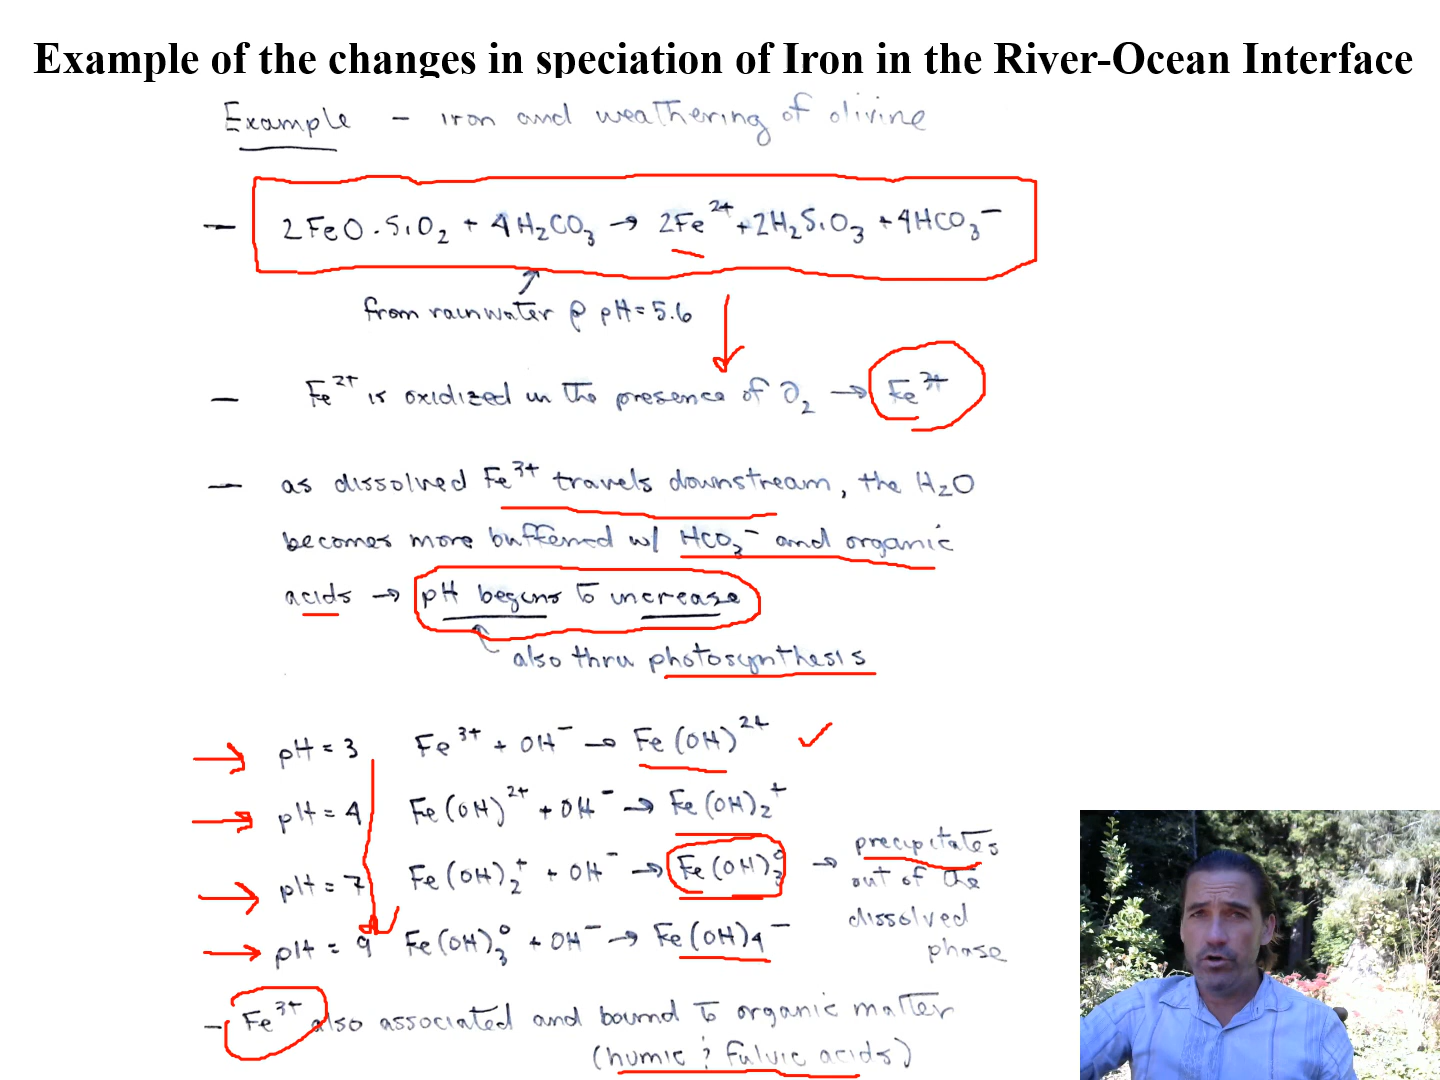 Example of the changes in speciation of Iron in the River-Ocean Interface
Example - iron and weathering of olivine
- 2FeO·SiO₂ + 4H₂CO₃ → 2Fe²⁺ + 2H₂SiO₃ + 4HCO₃⁻
from rainwater @ pH = 5.6
- Fe²⁺ is oxidized in the presence of O₂ → Fe³⁺
- as dissolved Fe³⁺ travels downstream, the H₂O
becomes more buffered w/ HCO₃⁻ and organic
acids → pH begins to increase
also thru photosynthesis
pH = 3 Fe³⁺ + OH⁻ → Fe(OH)²⁺
pH = 4 Fe(OH)²⁺ + OH⁻ → Fe(OH)₂⁺
pH = 7 Fe(OH)₂⁺ + OH⁻ → Fe(OH)₃⁰ → precipitates
out of the
dissolved
phase
pH = 9 Fe(OH)₃⁰ + OH⁻ → Fe(OH)₄⁻
- Fe³⁺ also associated and bound to organic matter
(humic & fulvic acids)